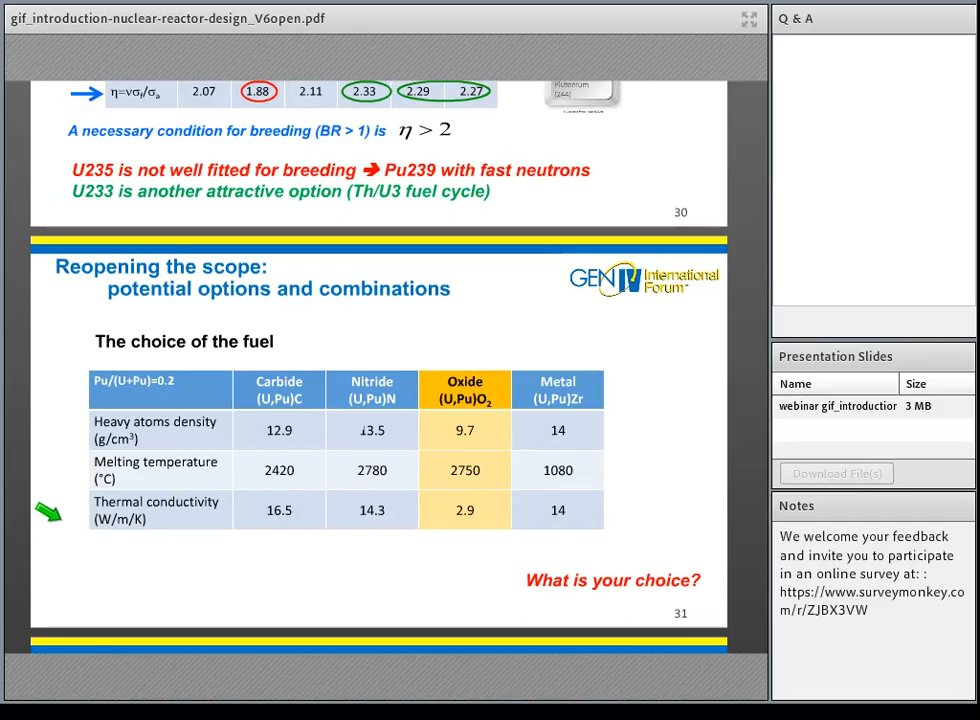 gif_introduction-nuclear-reactor-design_V6open.pdf
η=νσf/σa 2.07 1.88 2.11 2.33 2.29 2.27
Plutonium
[244]
A necessary condition for breeding (BR > 1) is η > 2
U235 is not well fitted for breeding ➔ Pu239 with fast neutrons
U233 is another attractive option (Th/U3 fuel cycle)
30
Reopening the scope:
potential options and combinations
GEN IV International
Forum
The choice of the fuel
Pu/(U+Pu)=0.2 Carbide Nitride Oxide Metal
(U,Pu)C (U,Pu)N (U,Pu)O2 (U,Pu)Zr
Heavy atoms density
(g/cm³) 12.9 13.5 9.7 14
Melting temperature
(°C) 2420 2780 2750 1080
Thermal conductivity
(W/m/K) 16.5 14.3 2.9 14
What is your choice?
31
Q & A
Presentation Slides
Name Size
webinar gif_introductior 3 MB
Download File(s)
Notes
We welcome your feedback
and invite you to participate
in an online survey at: :
https://www.surveymonkey.co
m/r/ZJBX3VW